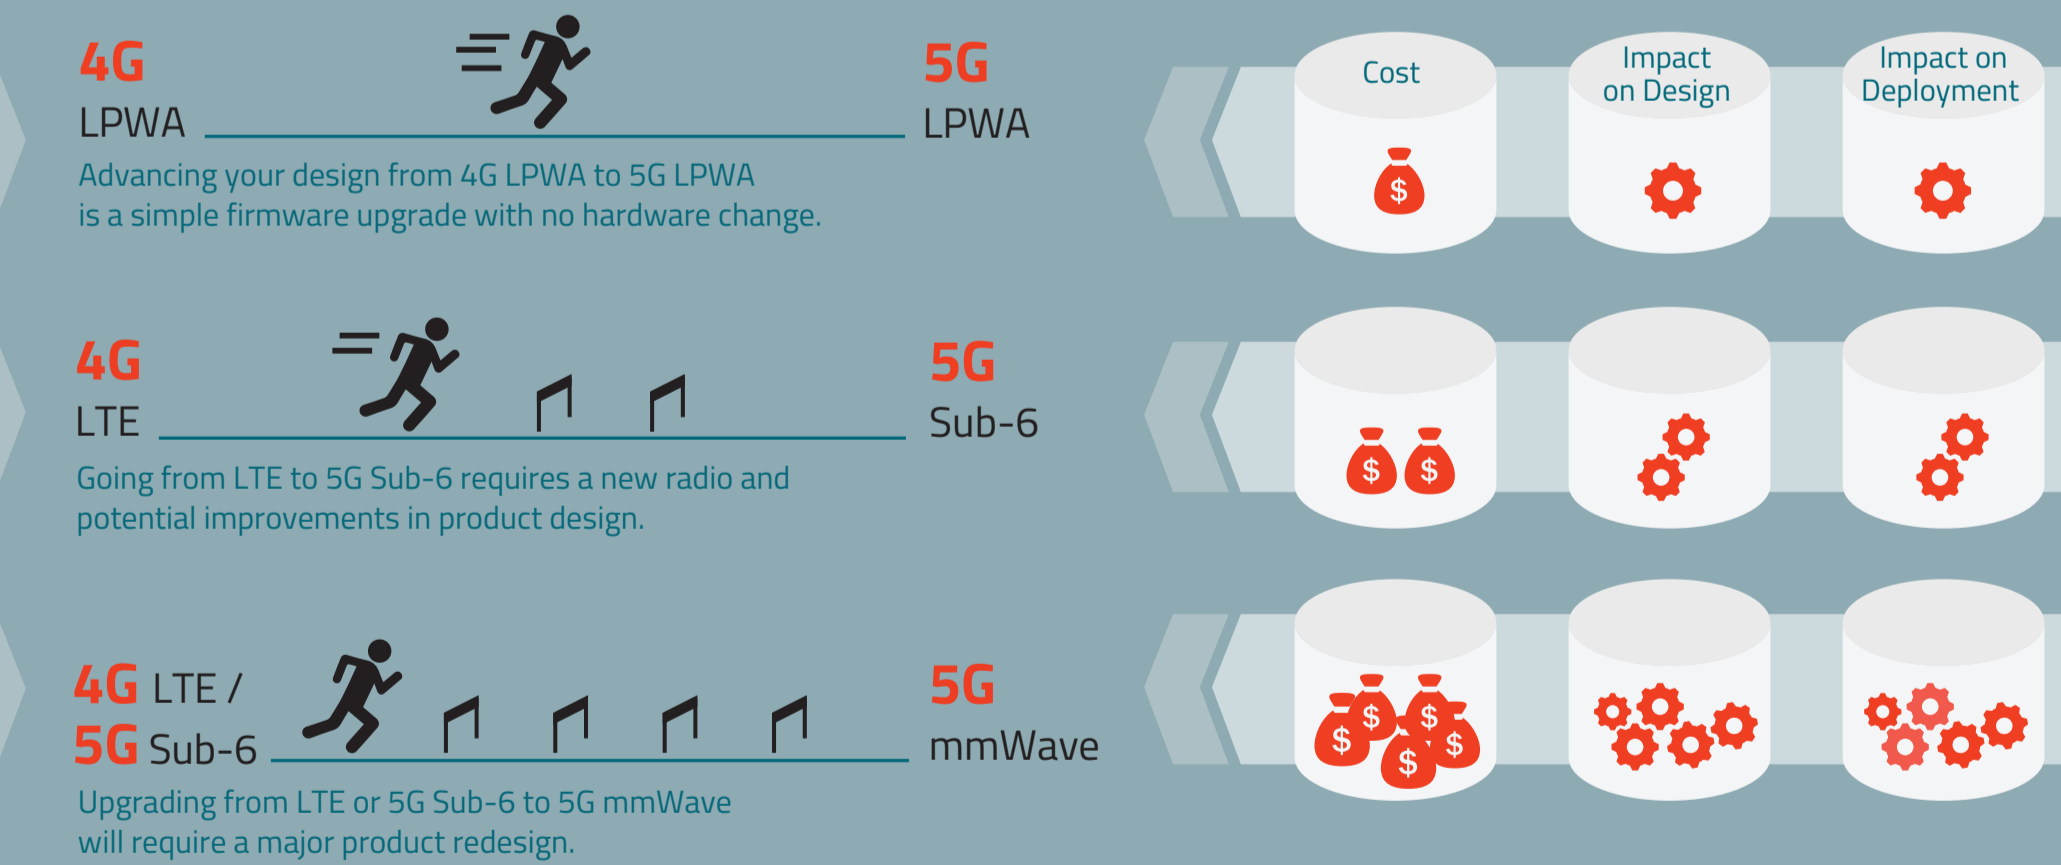 4G
LPWA
5G
LPWA
Advancing your design from 4G LPWA to 5G LPWA
is a simple firmware upgrade with no hardware change.
Cost
Impact
on Design
Impact on
Deployment
$
4G
LTE
5G
Sub-6
Going from LTE to 5G Sub-6 requires a new radio and
potential improvements in product design.
$ $
4G LTE /
5G Sub-6
5G
mmWave
Upgrading from LTE or 5G Sub-6 to 5G mmWave
will require a major product redesign.
$ $ $ $ $